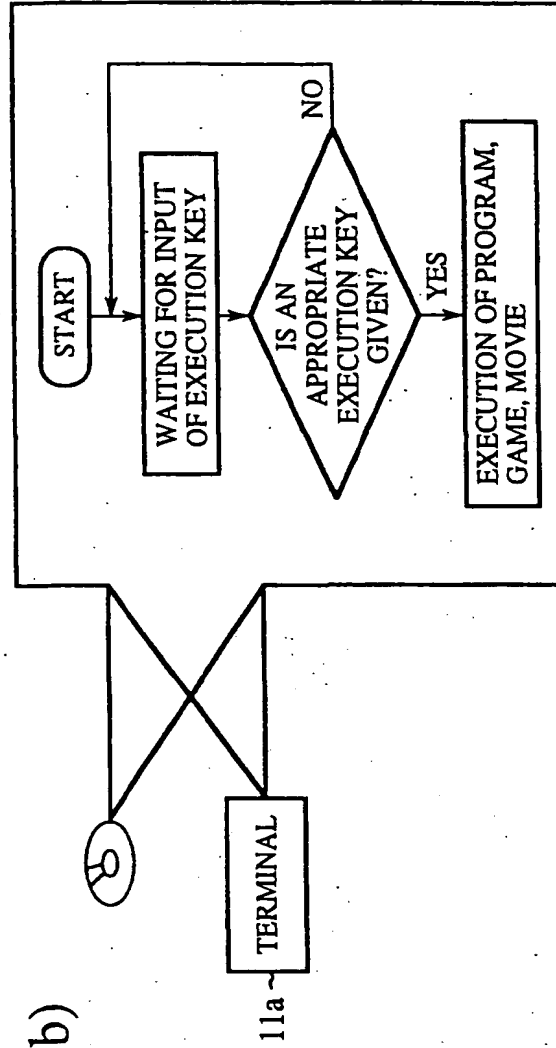 b)
11a ~
TERMINAL
START
WAITING FOR INPUT
OF EXECUTION KEY
IS AN
APPROPRIATE
EXECUTION KEY
GIVEN?
NO
YES
EXECUTION OF PROGRAM,
GAME, MOVIE